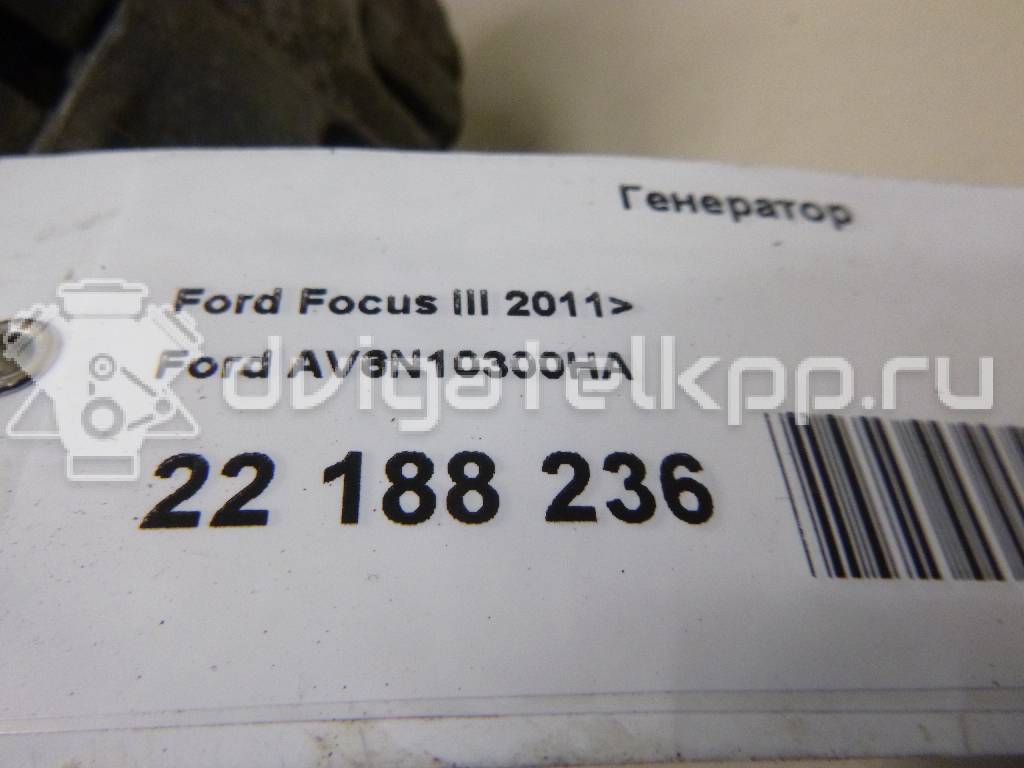 Генератор
Ford Focus III 2011>
Ford AV6N10300HA
dvigatelkpp.ru
22 188 236